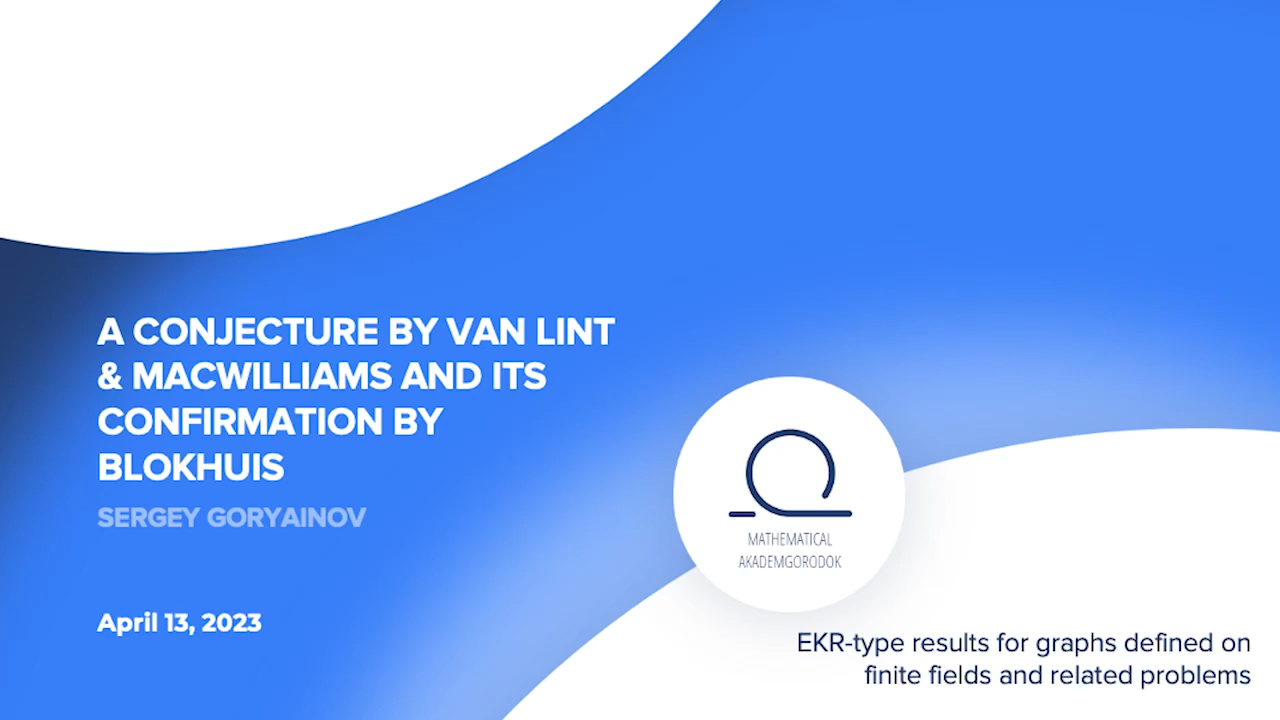 A CONJECTURE BY VAN LINT
& MACWILLIAMS AND ITS
CONFIRMATION BY
BLOKHUIS
SERGEY GORYAINOV
April 13, 2023
MATHEMATICAL
AKADEMGORODOK
EKR-type results for graphs defined on
finite fields and related problems